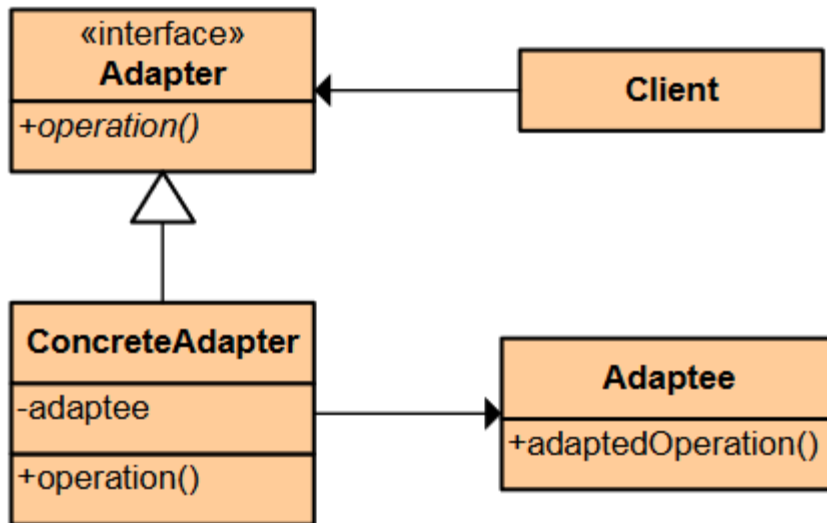 «interface»
Adapter
+operation()
Client
ConcreteAdapter
-adaptee
+operation()
Adaptee
+adaptedOperation()